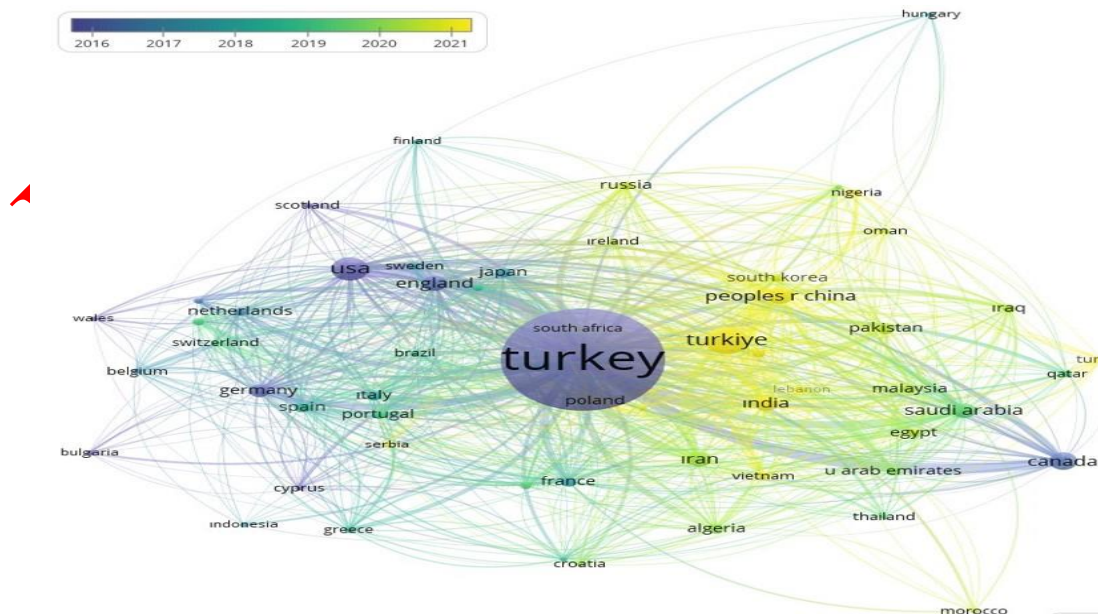 2016 2017 2018 2019 2020 2021
hungary
finland
russia
nigeria
scotland
oman
ireland
usa
sweden
japan
england
south korea
peoples r china
netherlands
wales
iraq
south africa
pakistan
turkiye
switzerland
brazil
turkey
belgium
qatar
germany
italy
lebanon
malaysia
spain
portugal
poland
india
saudi arabia
egypt
serbia
bulgaria
iran
u arab emirates
canada
vietnam
france
cyprus
thailand
indonesia
greece
algeria
croatia
morocco